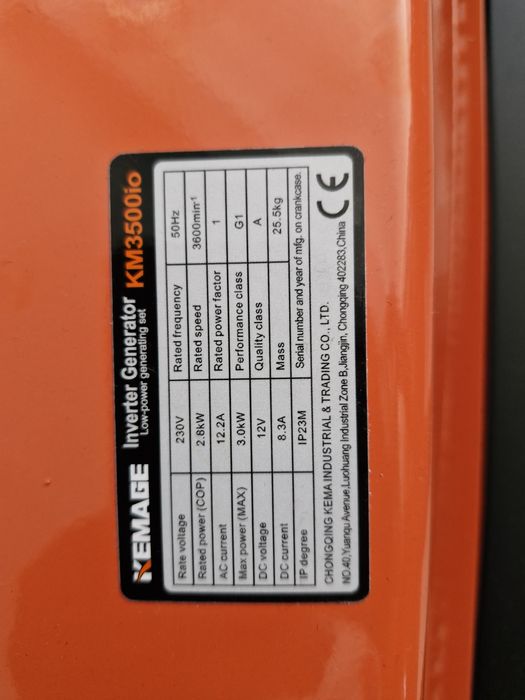 KEMAGE Inverter Generator KM3500io
Low-power generating set
Rate voltage 230V Rated frequency 50Hz
Rated power (COP) 2.8kW Rated speed 3600min-1
AC current 12.2A Rated power factor 1
Max power (MAX) 3.0kW Performance class G1
DC voltage 12V Quality class A
DC current 8.3A Mass 25.5kg
IP degree IP23M Serial number and year of mfg. on crankcase.
CHONGQING KEMA INDUSTRIAL & TRADING CO., LTD.
NO.40,Yuanqu Avenue,Luohuang Industrial Zone B,Jiangjin, Chongqing 402283,China CE